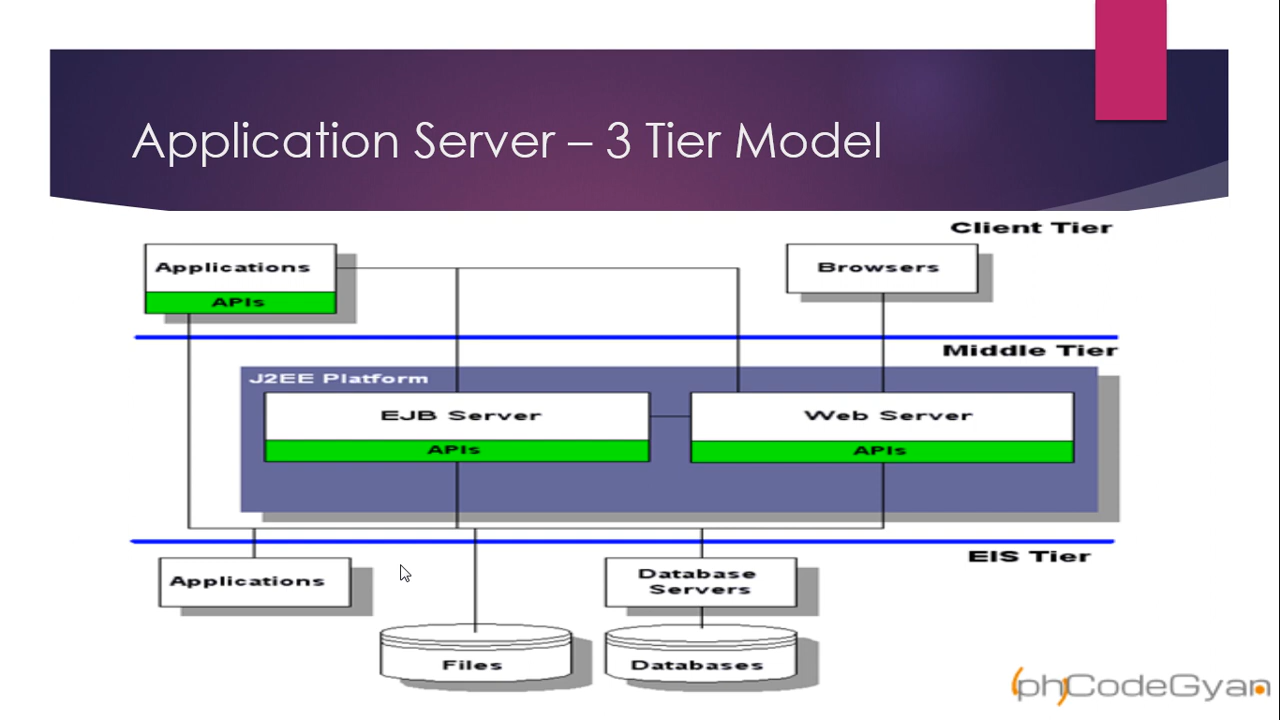 Application Server – 3 Tier Model
Client Tier
Applications
APIs
Browsers
Middle Tier
J2EE Platform
EJB Server
APIs
Web Server
APIs
EIS Tier
Applications
Database
Servers
Files
Databases
phCodeGyan